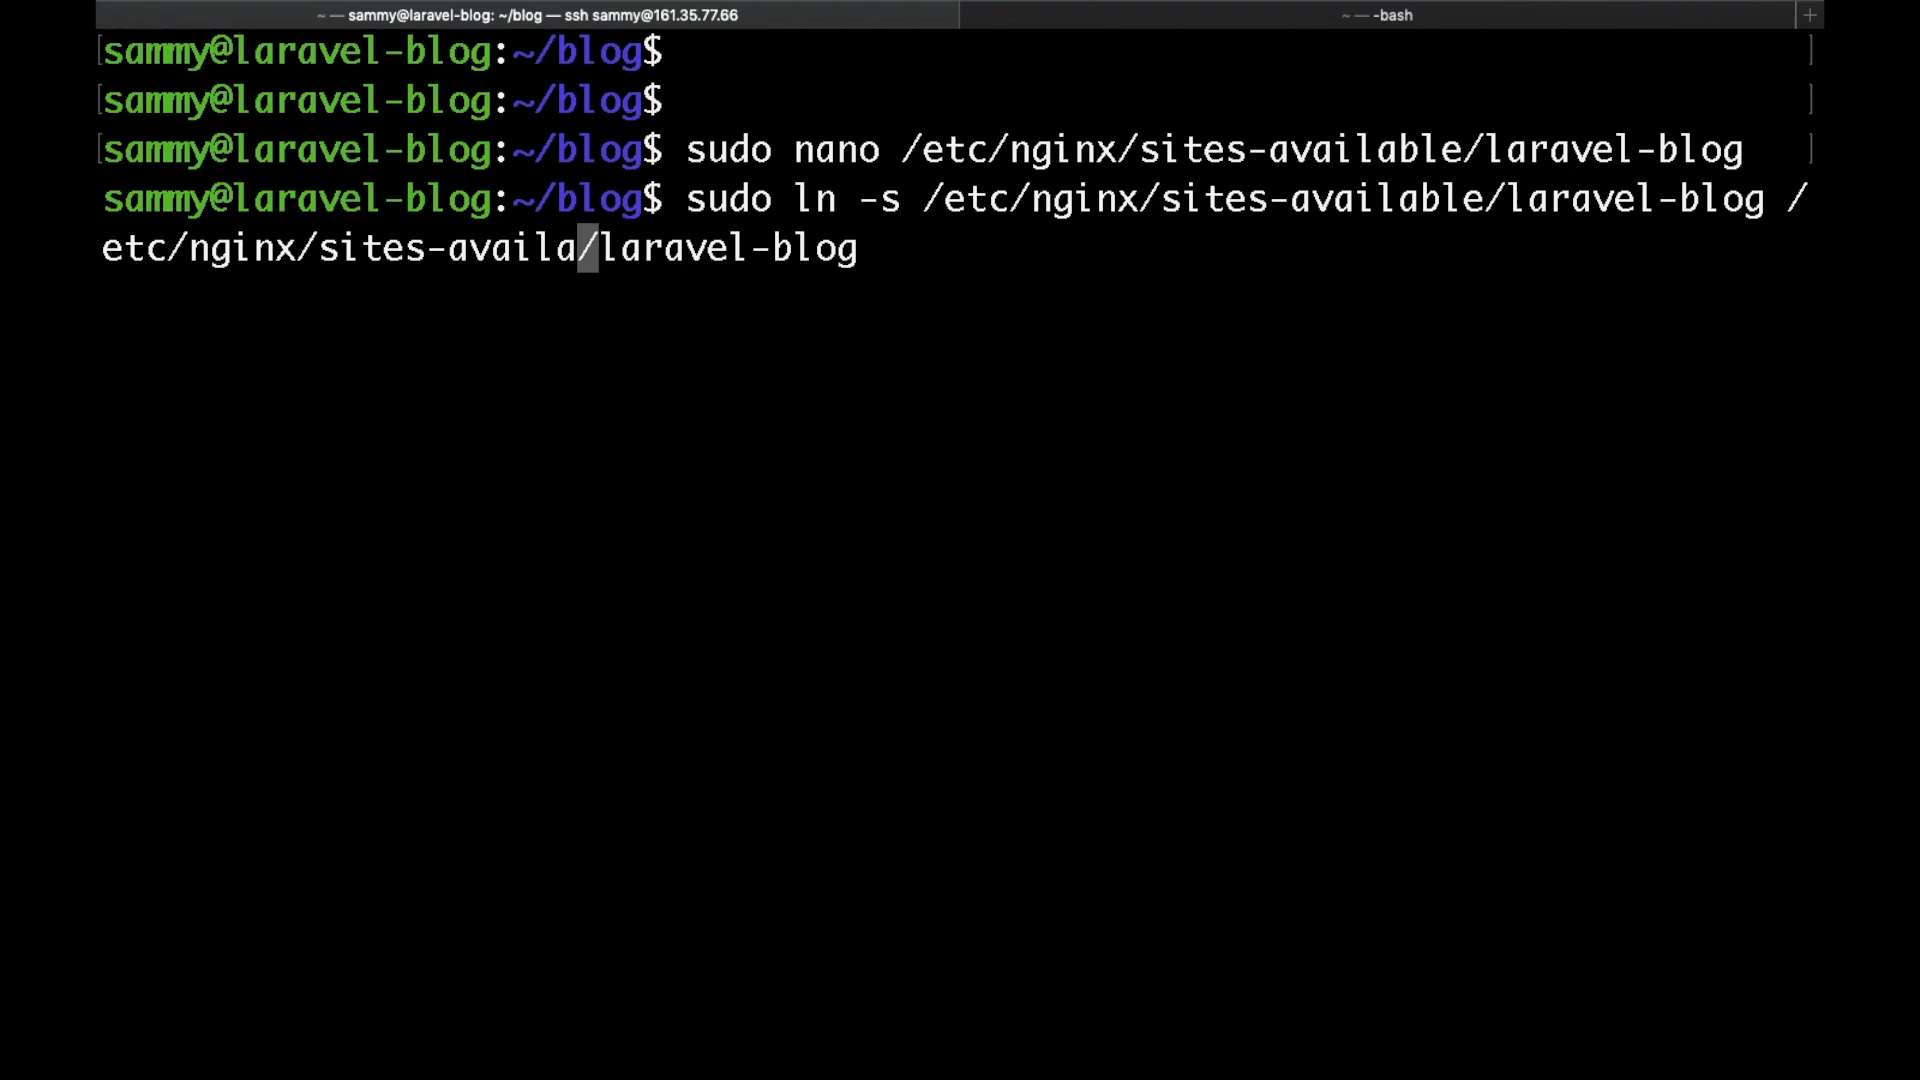 ~ — sammy@laravel-blog: ~/blog — ssh sammy@161.35.77.66
~ — -bash
+
[sammy@laravel-blog:~/blog$ ]
[sammy@laravel-blog:~/blog$ ]
[sammy@laravel-blog:~/blog$ sudo nano /etc/nginx/sites-available/laravel-blog ]
sammy@laravel-blog:~/blog$ sudo ln -s /etc/nginx/sites-available/laravel-blog /
etc/nginx/sites-availa/laravel-blog